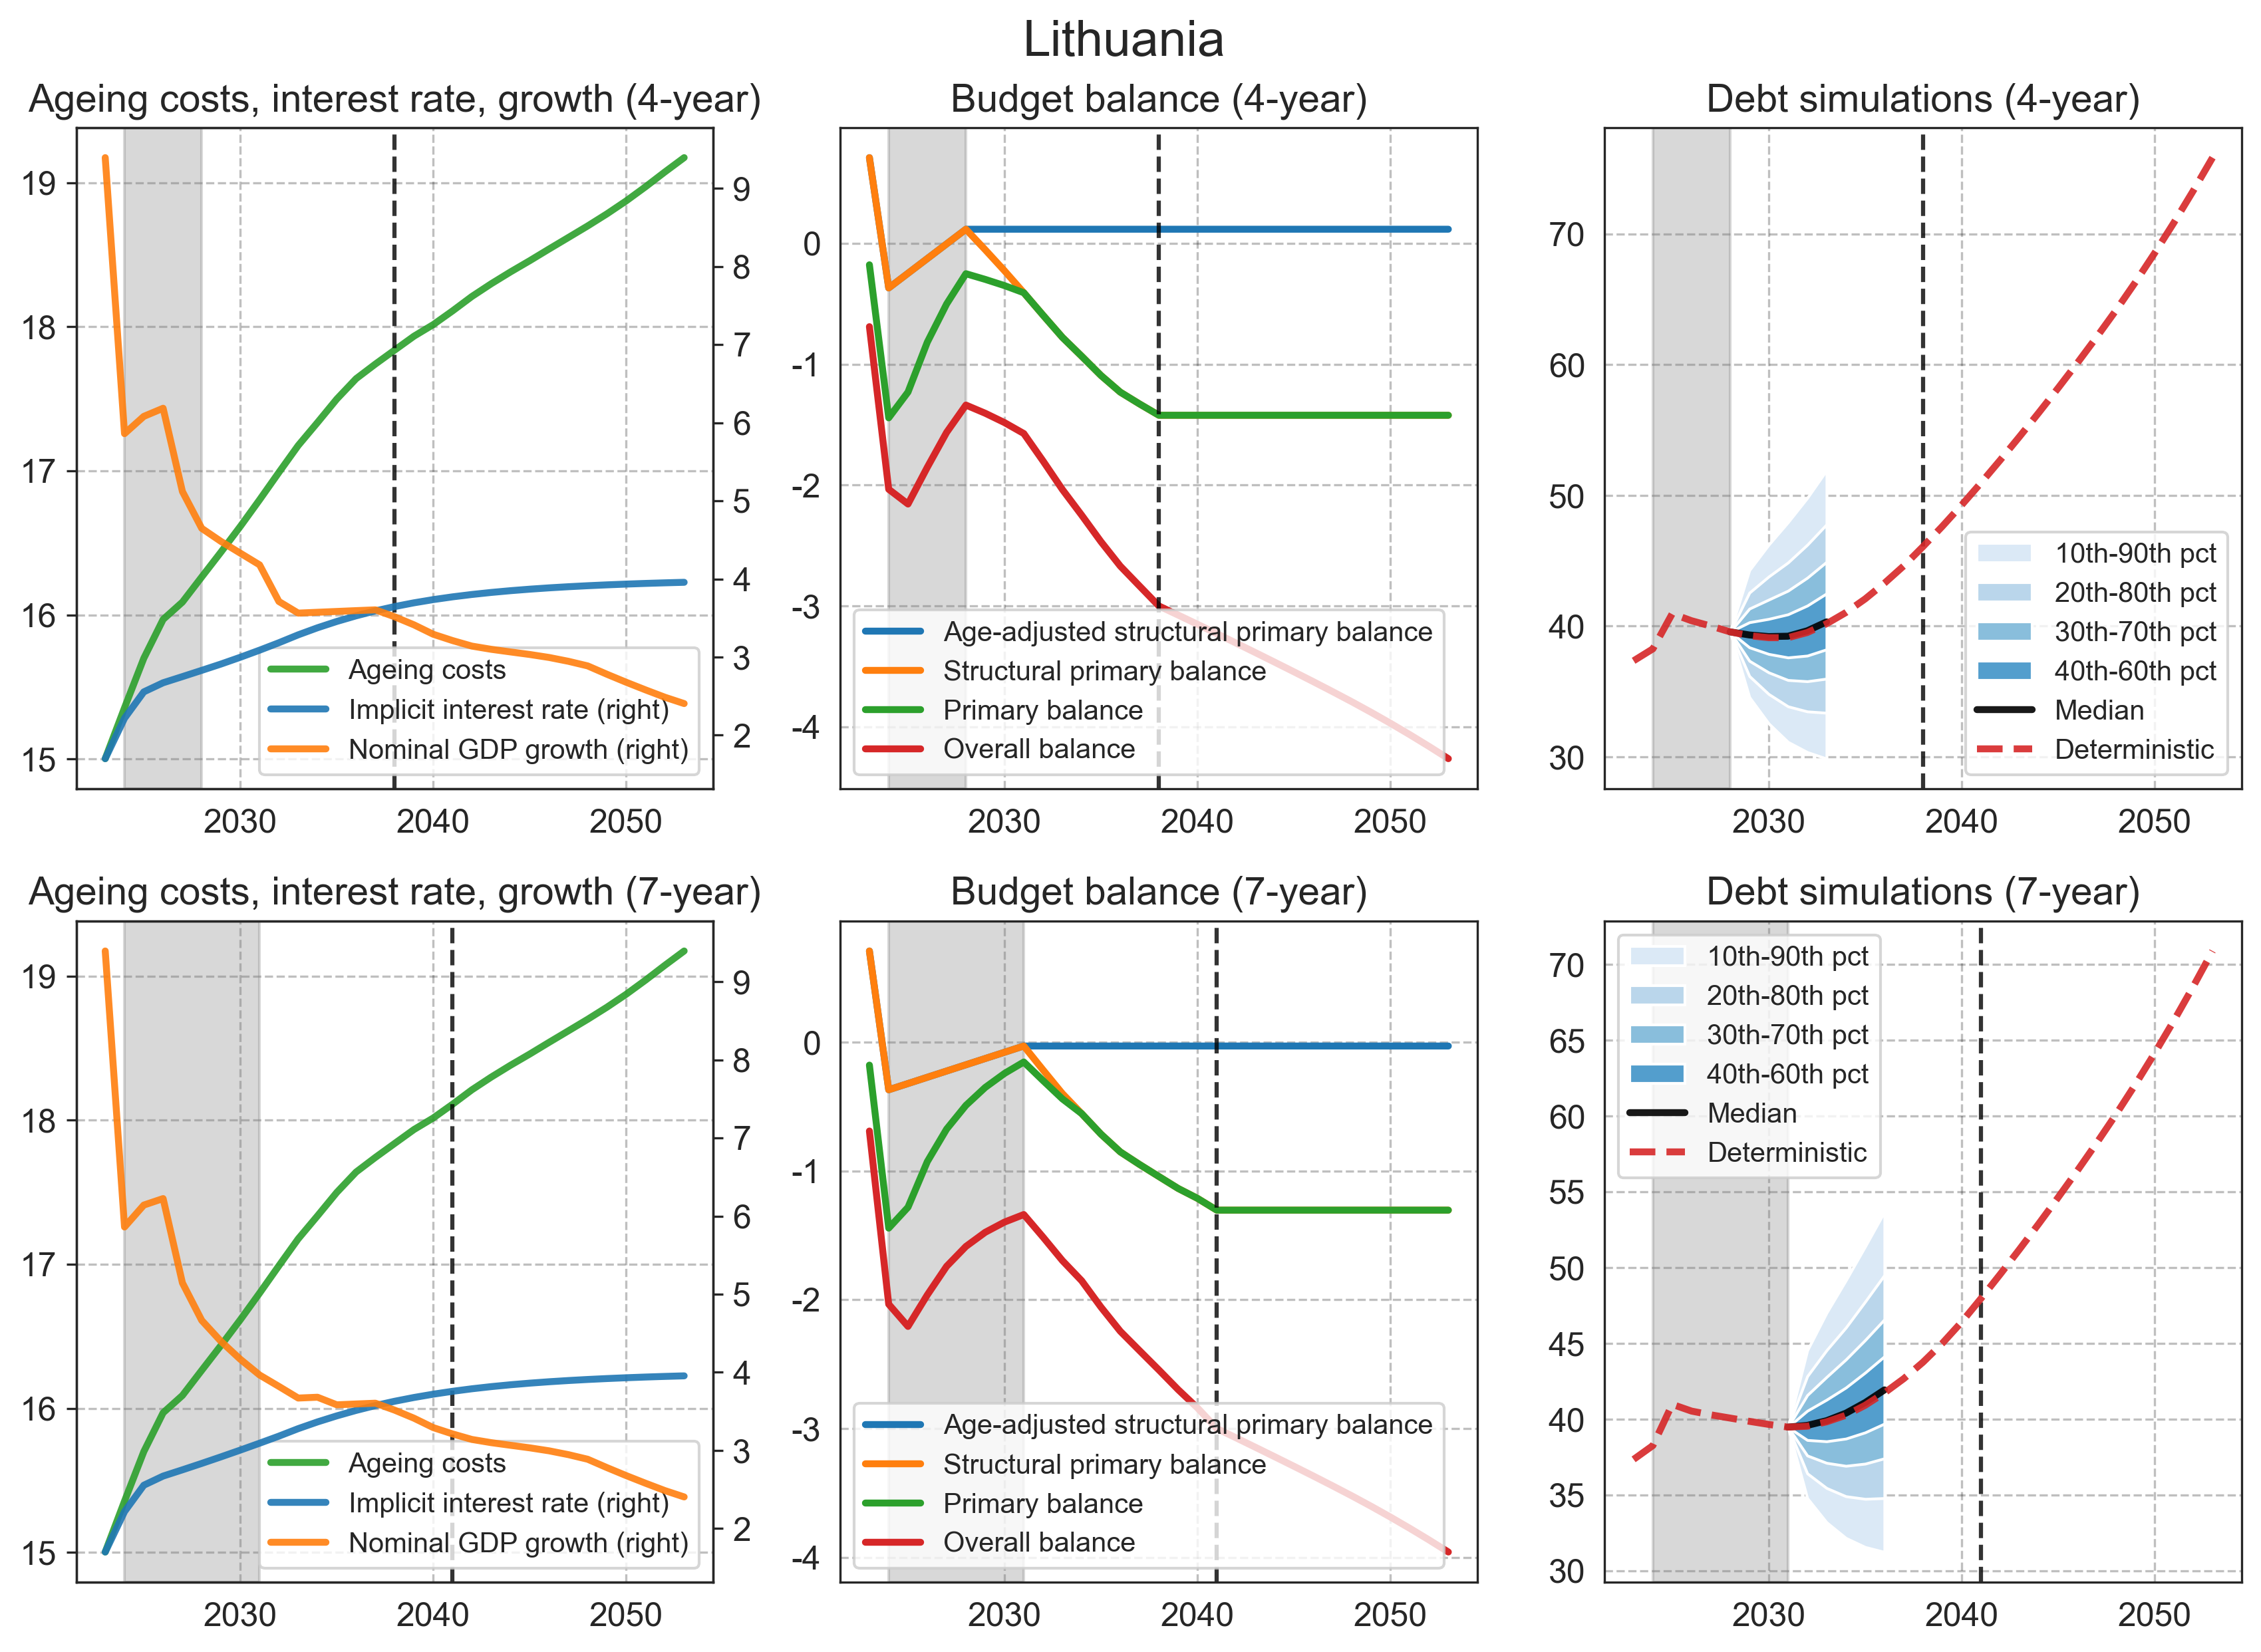 Lithuania
Ageing costs, interest rate, growth (4-year)
19
18
17
16
15
9
8
7
6
5
4
3
2
Ageing costs
Implicit interest rate (right)
Nominal GDP growth (right)
2030 2040 2050
Budget balance (4-year)
0
-1
-2
-3
-4
Age-adjusted structural primary balance
Structural primary balance
Primary balance
Overall balance
2030 2040 2050
Debt simulations (4-year)
70
60
50
40
30
10th-90th pct
20th-80th pct
30th-70th pct
40th-60th pct
Median
Deterministic
2030 2040 2050
Ageing costs, interest rate, growth (7-year)
19
18
17
16
15
9
8
7
6
5
4
3
2
Ageing costs
Implicit interest rate (right)
Nominal GDP growth (right)
2030 2040 2050
Budget balance (7-year)
0
-1
-2
-3
-4
Age-adjusted structural primary balance
Structural primary balance
Primary balance
Overall balance
2030 2040 2050
Debt simulations (7-year)
70
65
60
55
50
45
40
35
30
10th-90th pct
20th-80th pct
30th-70th pct
40th-60th pct
Median
Deterministic
2030 2040 2050